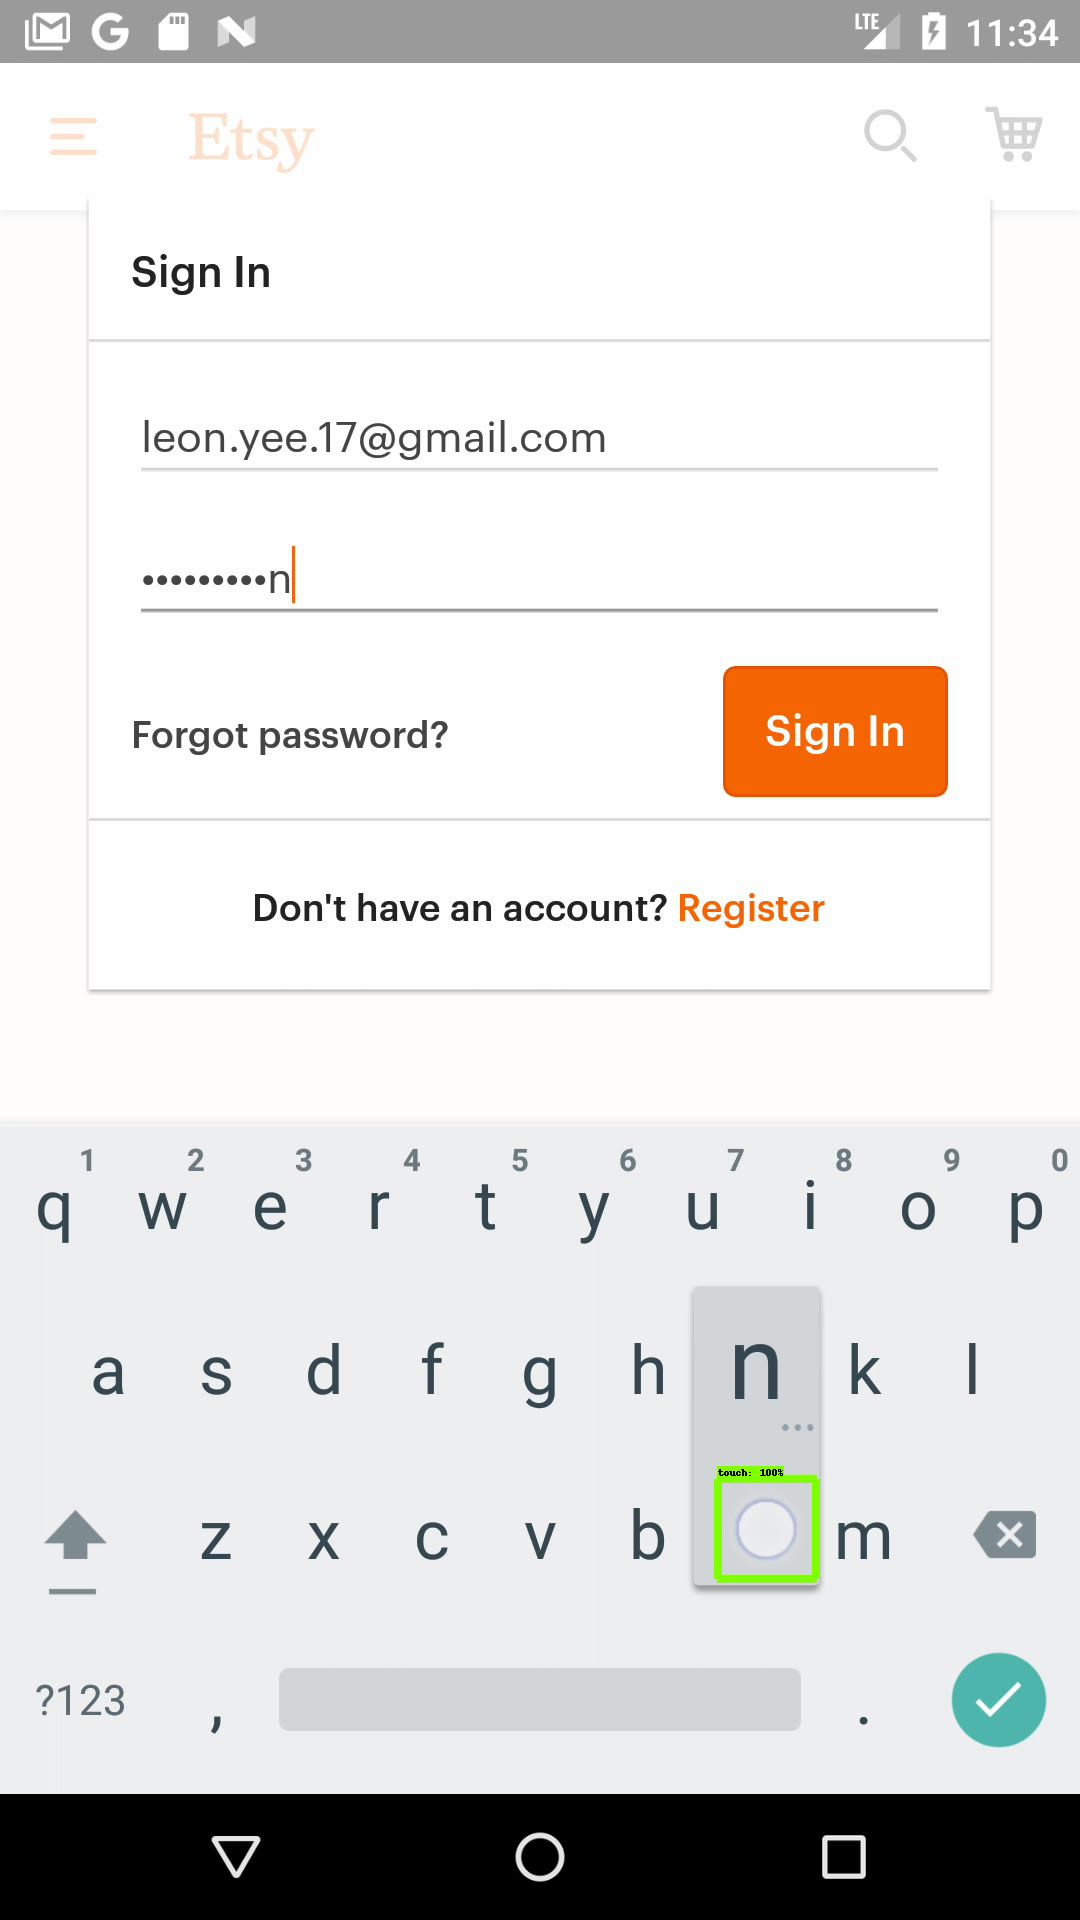 LTE 11:34
Etsy
Sign In
leon.yee.17@gmail.com
•••••••••n
Forgot password?
Sign In
Don't have an account? Register
1 2 3 4 5 6 7 8 9 0
q w e r t y u i o p
a s d f g h n k l
touch: 100%
z x c v b m
?123 , .